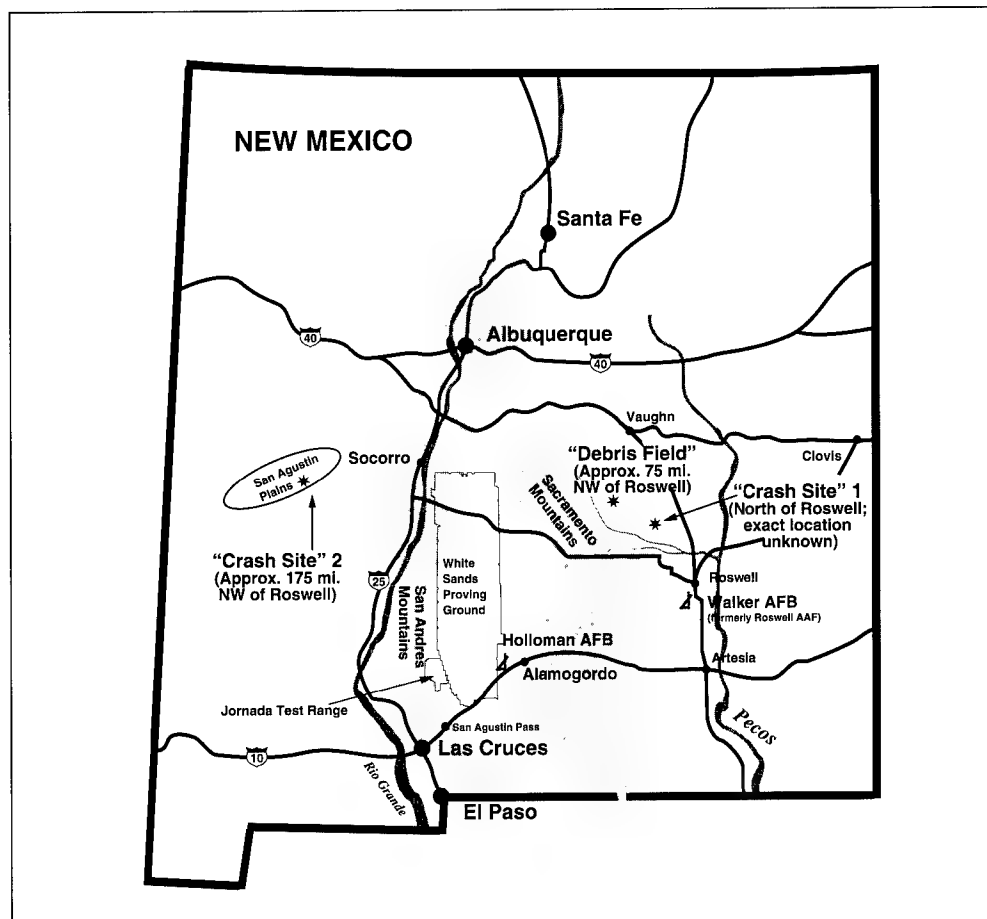 NEW MEXICO
Santa Fe
40
Albuquerque
40
Vaughn
"Debris Field"
(Approx. 75 mi.
NW of Roswell)
Clovis
Socorro
San Agustin
Plains
Sacramento
Mountains
"Crash Site" 1
(North of Roswell;
exact location
unknown)
"Crash Site" 2
(Approx. 175 mi.
NW of Roswell)
White
Sands
Proving
Ground
25
San Andres
Mountains
Roswell
Walker AFB
(formerly Roswell AAF)
Holloman AFB
Alamogordo
Artesia
Jornada Test Range
San Agustin Pass
Las Cruces
10
Rio Grande
Pecos
El Paso